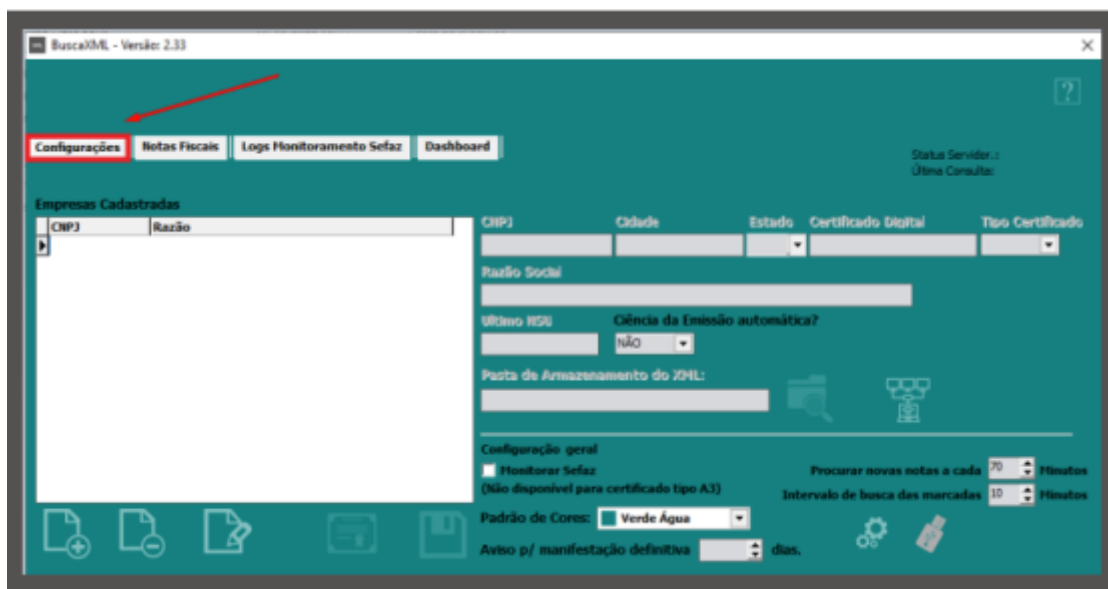 BuscaXML - Versão: 2.33
?
Configurações Notas Fiscais Logs Monitoramento Sefaz Dashboard
Status Servidor.:
Última Consulta:
Empresas Cadastradas
CNPJ Razão
CNPJ Cidade Estado Certificado Digital Tipo Certificado
Razão Social
Ultimo NSU Ciência da Emissão automática?
NÃO
Pasta de Armazenamento do XML:
Configuração geral
Monitorar Sefaz Procurar novas notas a cada 70 Minutos
(Não disponível para certificado tipo A3) Intervalo de busca das marcadas 10 Minutos
Padrão de Cores: Verde Água
Aviso p/ manifestação definitiva dias.